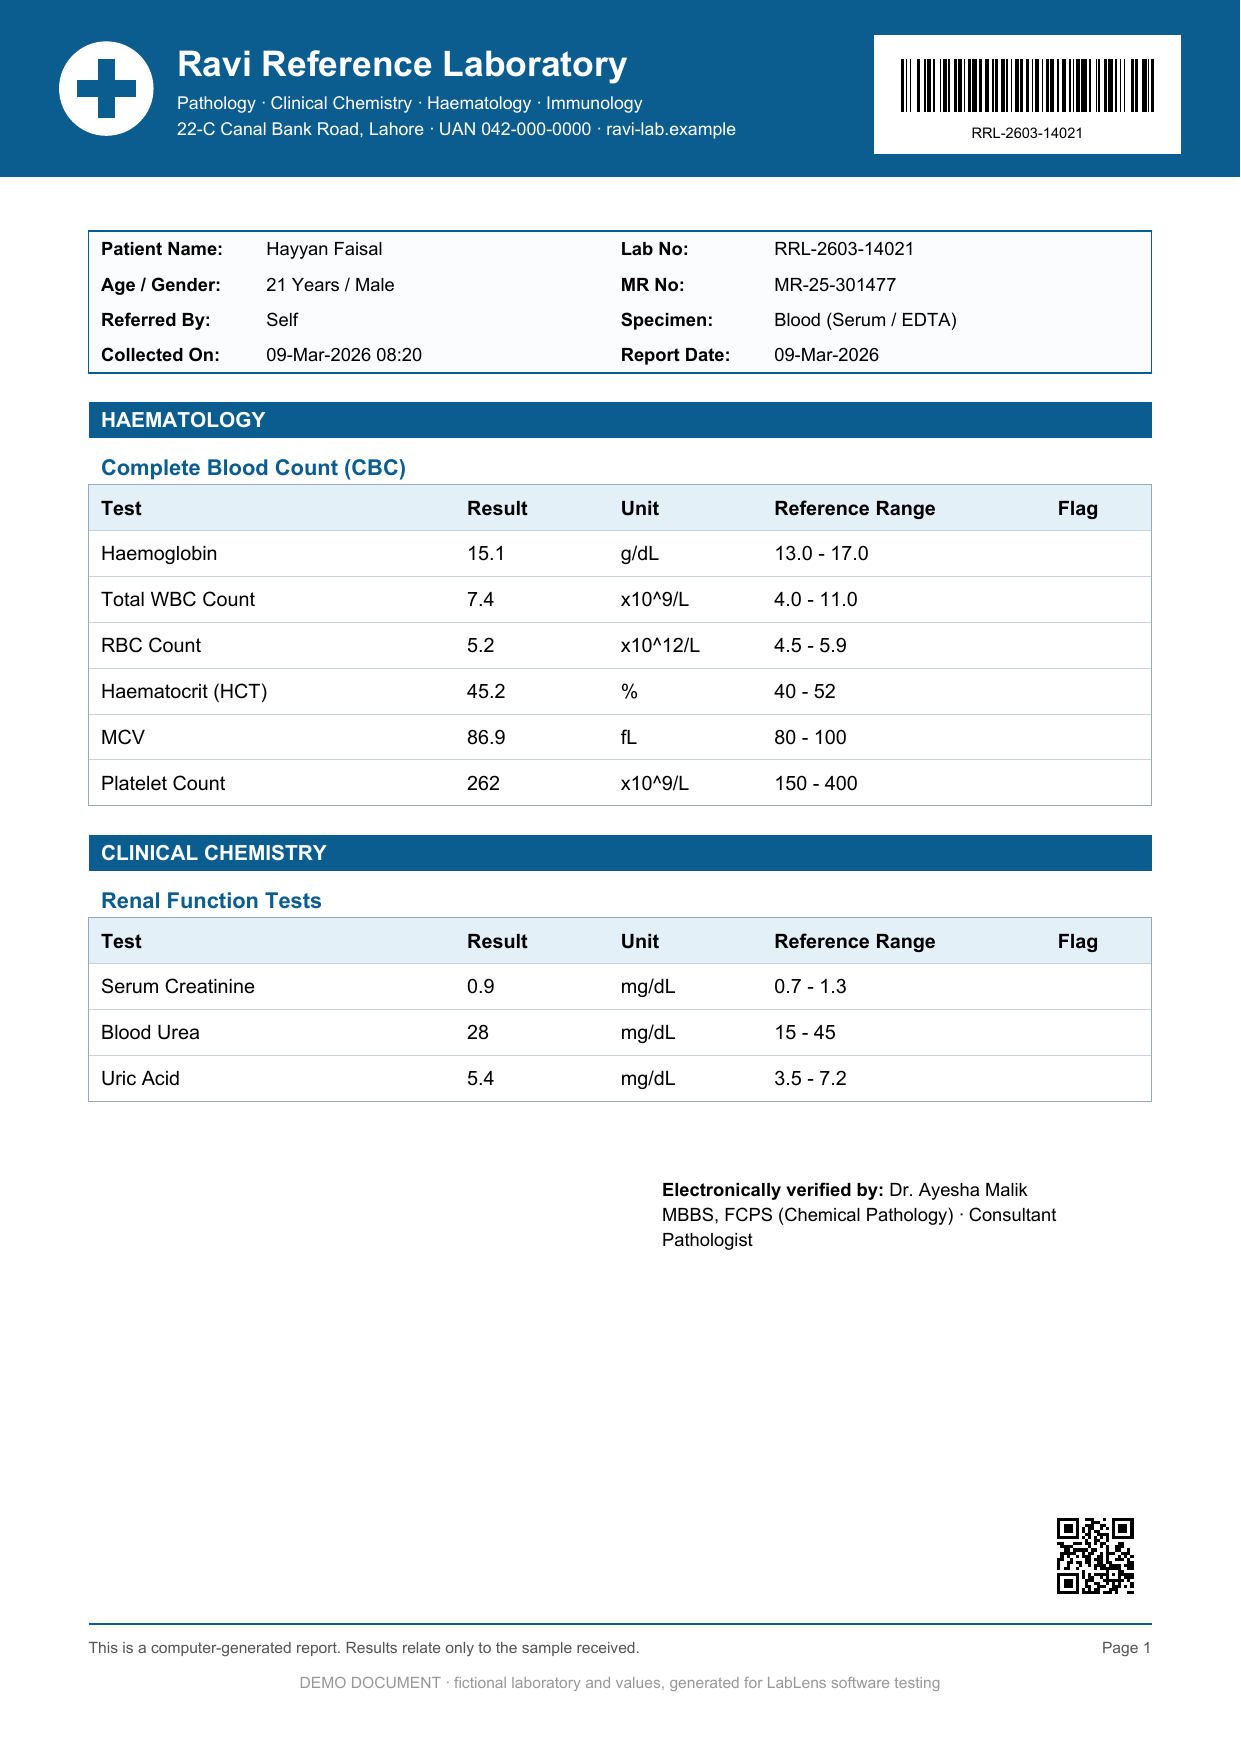 Ravi Reference Laboratory
Pathology · Clinical Chemistry · Haematology · Immunology
22-C Canal Bank Road, Lahore · UAN 042-000-0000 · ravi-lab.example
RRL-2603-14021
Patient Name: Hayyan Faisal Lab No: RRL-2603-14021
Age / Gender: 21 Years / Male MR No: MR-25-301477
Referred By: Self Specimen: Blood (Serum / EDTA)
Collected On: 09-Mar-2026 08:20 Report Date: 09-Mar-2026
HAEMATOLOGY
Complete Blood Count (CBC)
Test Result Unit Reference Range Flag
Haemoglobin 15.1 g/dL 13.0 - 17.0
Total WBC Count 7.4 x10^9/L 4.0 - 11.0
RBC Count 5.2 x10^12/L 4.5 - 5.9
Haematocrit (HCT) 45.2 % 40 - 52
MCV 86.9 fL 80 - 100
Platelet Count 262 x10^9/L 150 - 400
CLINICAL CHEMISTRY
Renal Function Tests
Test Result Unit Reference Range Flag
Serum Creatinine 0.9 mg/dL 0.7 - 1.3
Blood Urea 28 mg/dL 15 - 45
Uric Acid 5.4 mg/dL 3.5 - 7.2
Electronically verified by: Dr. Ayesha Malik
MBBS, FCPS (Chemical Pathology) · Consultant
Pathologist
This is a computer-generated report. Results relate only to the sample received. Page 1
DEMO DOCUMENT · fictional laboratory and values, generated for LabLens software testing